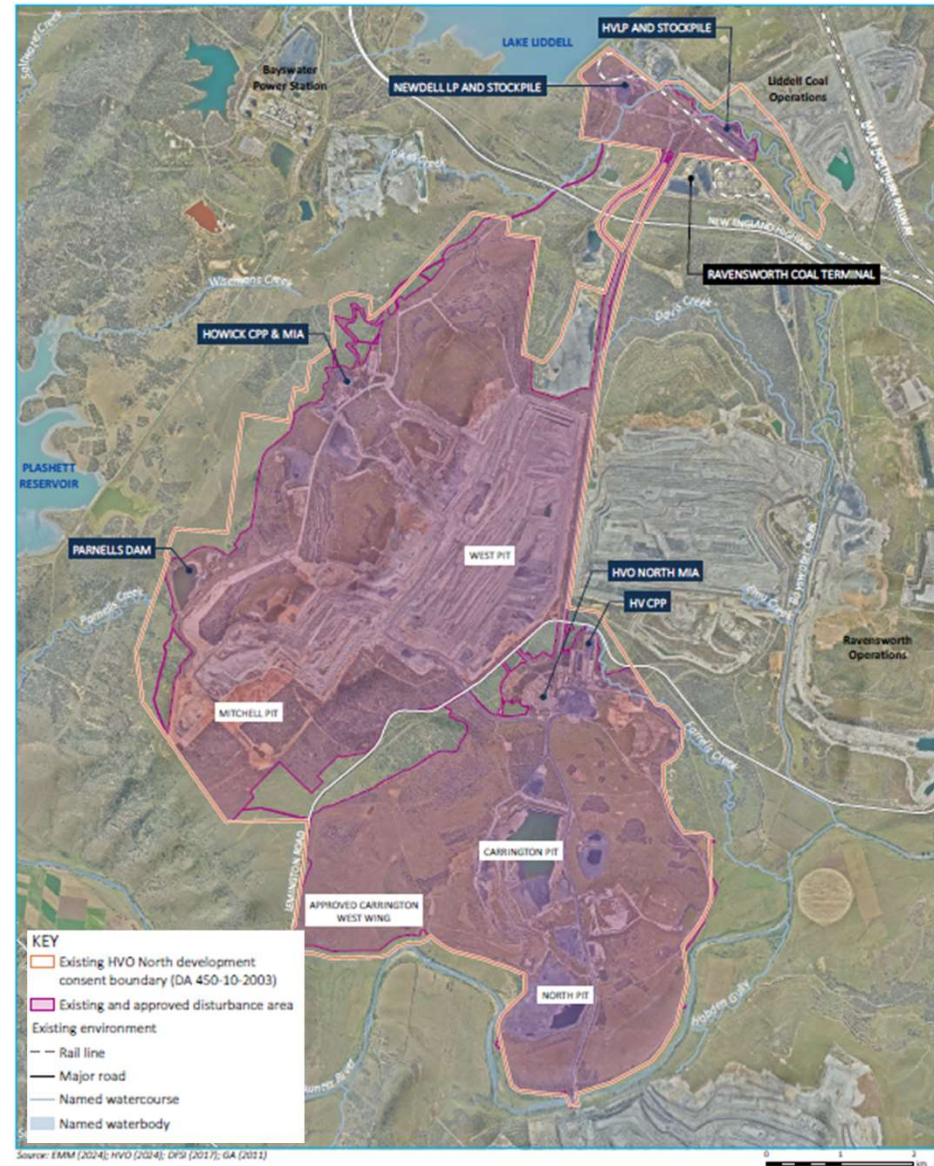 LAKE LIDDELL
HVLP AND STOCKPILE
Bayswater
Power Station
NEWDELL LP AND STOCKPILE
Liddell Coal
Operations
MAIN NORTHERN RAILWAY
NEW ENGLAND HIGHWAY
RAVENSWORTH COAL TERMINAL
Wisemans Creek
Davis Creek
HOWICK CPP & MIA
PLASHETT
RESERVOIR
WEST PIT
PARNELLS DAM
HVO NORTH MIA
HV CPP
Parnells Creek
Bayswater Creek
Ravensworth
Operations
MITCHELL PIT
Farrells Creek
CARRINGTON PIT
LEMINGTON ROAD
APPROVED CARRINGTON
WEST WING
NORTH PIT
KEY
Existing HVO North development
consent boundary (DA 450-10-2003)
Existing and approved disturbance area
Existing environment
Rail line
Major road
Named watercourse
Named waterbody
Source: EMM (2024); HVO (2024); DFSI (2017); GA (2011)
0 1 2
km